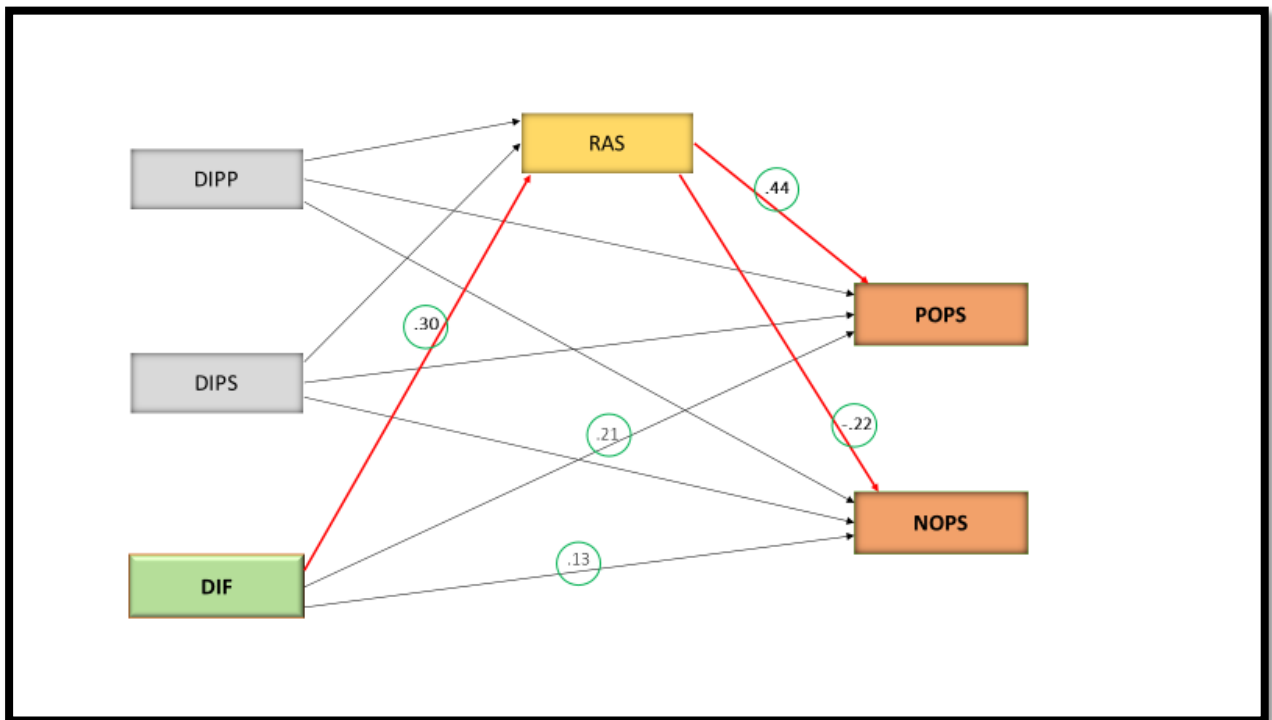 RAS
DIPP
.44
POPS
.30
DIPS
-.22
.21
NOPS
.13
DIF